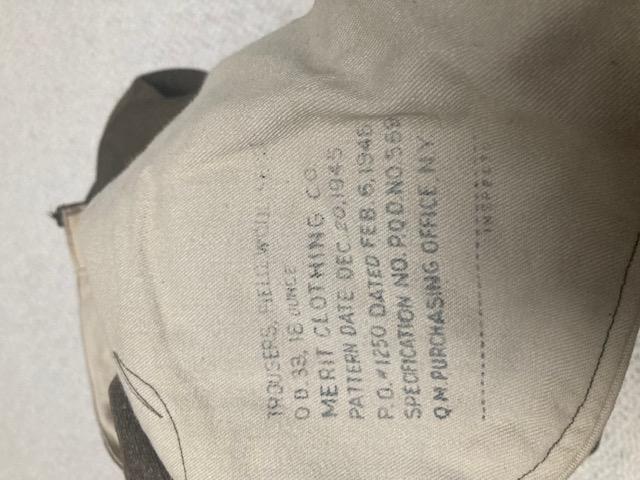 TROUSERS, FIELD, WOOL
O D. 33, 18 OUNCE
MERIT CLOTHING CO.
PATTERN DATE DEC 20, 1945
P.O. # 1250 DATED FEB. 6, 1946
SPECIFICATION NO. P.Q.D. NO. 568
Q.M PURCHASING OFFICE, N.Y
INSPECT